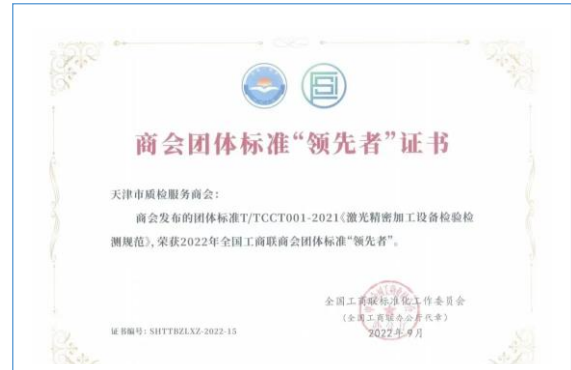 商会团体标准“领先者”证书
天津市质检服务商会：
商会发布的团体标准T/TCCT001-2021《激光精密加工设备检验检
测规范》，荣获2022年全国工商联商会团体标准“领先者”。
全国工商联标准化工作委员会
（全国工商联办公厅代章）
证书编号：SHTTBZLXZ-2022-15
2022年9月